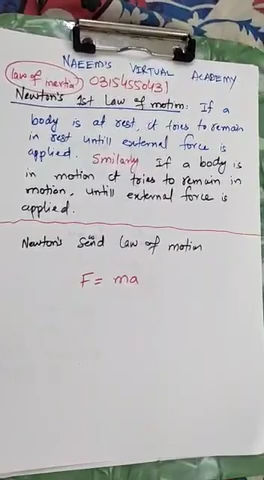 NAEEM's VIRTUAL ACADEMY
(law of inertia) 03154550431
Newton's 1st Law of motion: If a
body is at rest, it tries to remain
in rest untill external force is
applied. Similary If a body is
in motion it tries to remain in
motion, untill external force is
applied.
Newton's Law of motion
F = ma